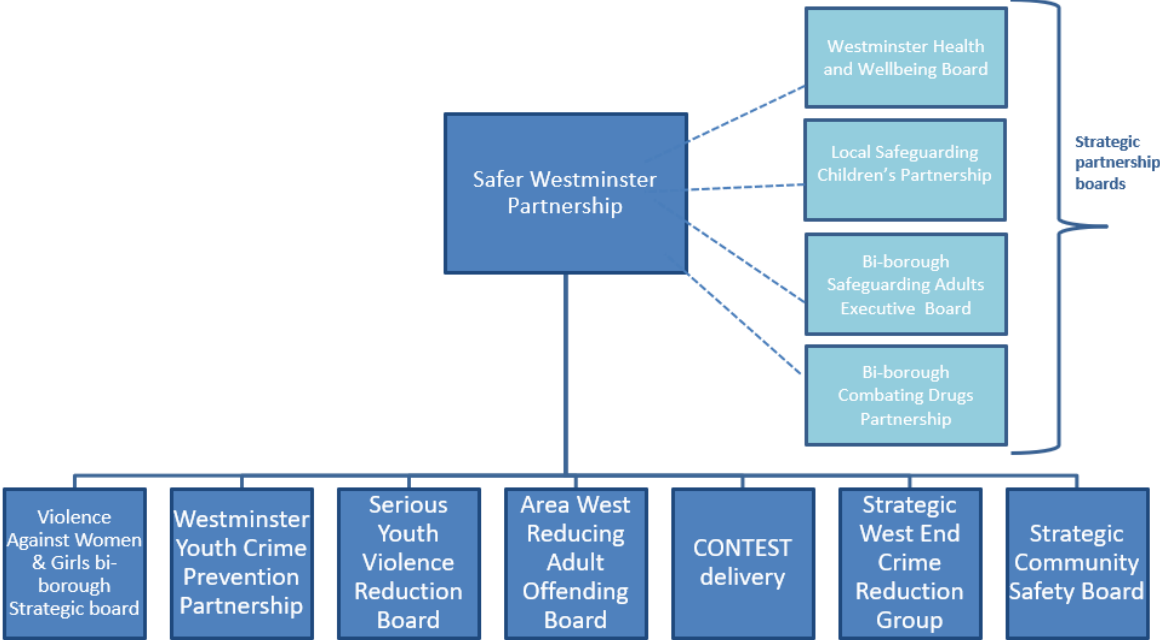 Westminster Health
and Wellbeing Board
Safer Westminster
Partnership
Local Safeguarding
Children's Partnership
Strategic
partnership
boards
Bi-borough
Safeguarding Adults
Executive Board
Bi-borough
Combating Drugs
Partnership
Violence
Against Women
& Girls bi-
borough
Strategic board
Westminster
Youth Crime
Prevention
Partnership
Serious
Youth
Violence
Reduction
Board
Area West
Reducing
Adult
Offending
Board
CONTEST
delivery
Strategic
West End
Crime
Reduction
Group
Strategic
Community
Safety Board